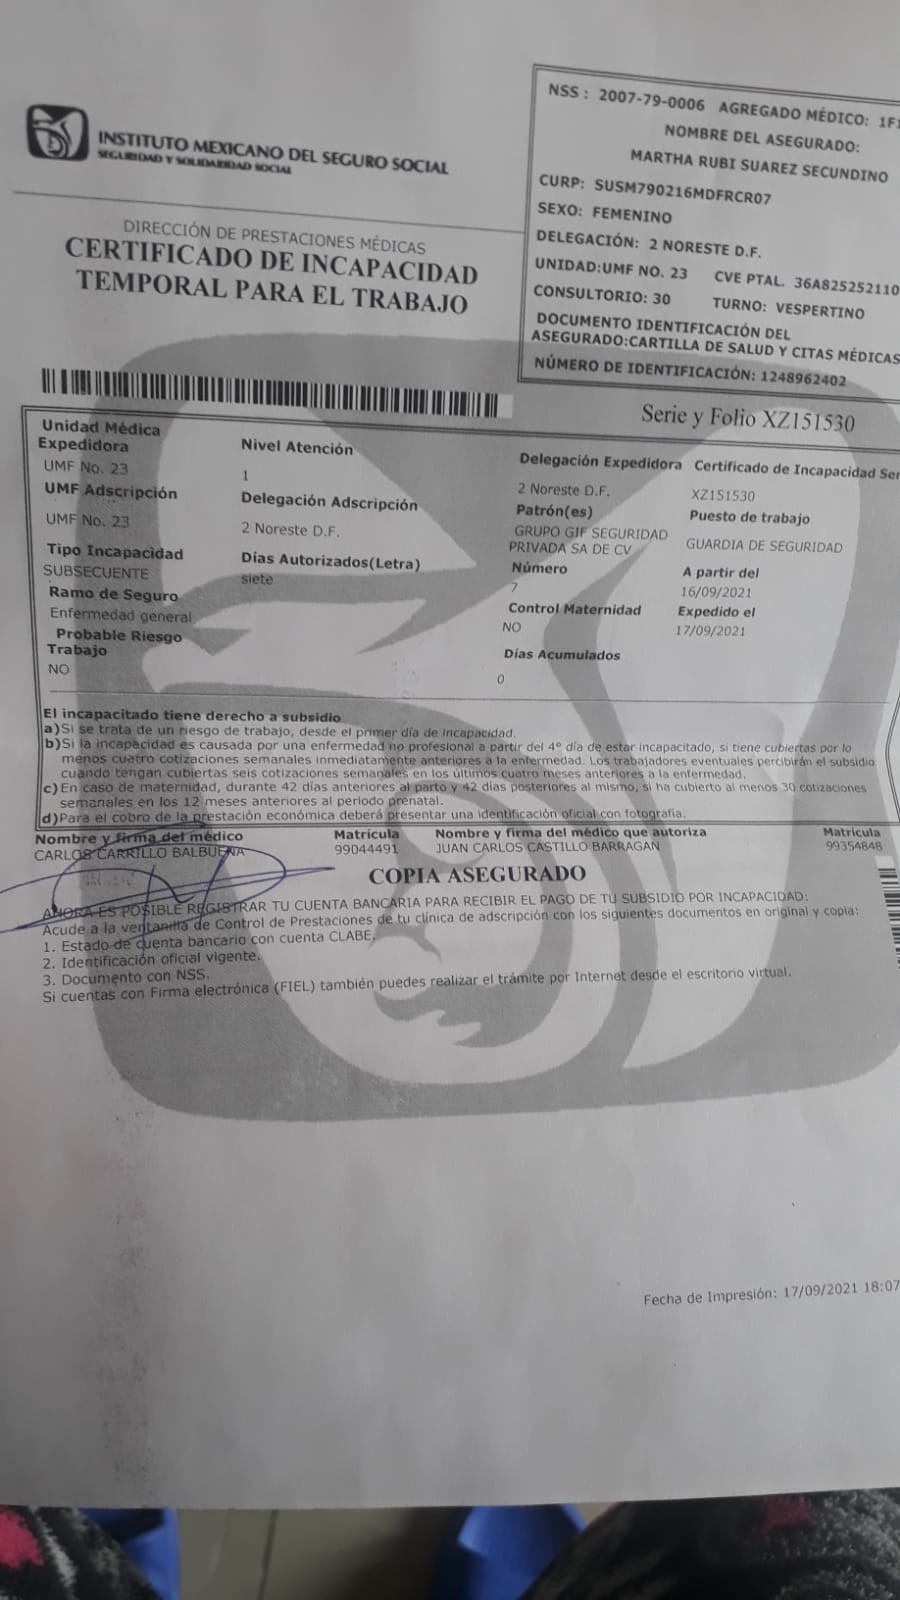 INSTITUTO MEXICANO DEL SEGURO SOCIAL
SEGURIDAD Y SOLIDARIDAD SOCIAL
DIRECCIÓN DE PRESTACIONES MÉDICAS
CERTIFICADO DE INCAPACIDAD
TEMPORAL PARA EL TRABAJO
NSS : 2007-79-0006 AGREGADO MÉDICO: 1F1
NOMBRE DEL ASEGURADO:
MARTHA RUBI SUAREZ SECUNDINO
CURP: SUSM790216MDFRCR07
SEXO: FEMENINO
DELEGACIÓN: 2 NORESTE D.F.
UNIDAD:UMF NO. 23 CVE PTAL. 36A825252110
CONSULTORIO: 30 TURNO: VESPERTINO
DOCUMENTO IDENTIFICACIÓN DEL
ASEGURADO:CARTILLA DE SALUD Y CITAS MÉDICAS
NÚMERO DE IDENTIFICACIÓN: 1248962402
Serie y Folio XZ151530
Unidad Médica
Expedidora
UMF No. 23
Nivel Atención
1
Delegación Expedidora
2 Noreste D.F.
Certificado de Incapacidad Ser
XZ151530
UMF Adscripción
UMF No. 23
Delegación Adscripción
2 Noreste D.F.
Patrón(es)
GRUPO GIF SEGURIDAD
PRIVADA SA DE CV
Puesto de trabajo
GUARDIA DE SEGURIDAD
Tipo Incapacidad
SUBSECUENTE
Días Autorizados(Letra)
siete
Número
7
A partir del
16/09/2021
Ramo de Seguro
Enfermedad general
Control Maternidad
NO
Expedido el
17/09/2021
Probable Riesgo
Trabajo
NO
Días Acumulados
0
El incapacitado tiene derecho a subsidio
a)Si se trata de un riesgo de trabajo, desde el primer día de incapacidad.
b)Si la incapacidad es causada por una enfermedad no profesional a partir del 4º día de estar incapacitado, si tiene cubiertas por lo
menos cuatro cotizaciones semanales inmediatamente anteriores a la enfermedad. Los trabajadores eventuales percibirán el subsidio
cuando tengan cubiertas seis cotizaciones semanales en los últimos cuatro meses anteriores a la enfermedad.
c)En caso de maternidad, durante 42 días anteriores al parto y 42 días posteriores al mismo, si ha cubierto al menos 30 cotizaciones
semanales en los 12 meses anteriores al periodo prenatal.
d)Para el cobro de la prestación económica deberá presentar una identificación oficial con fotografía.
Nombre y firma del médico Matrícula Nombre y firma del médico que autoriza Matrícula
CARLOS CARRILLO BALBUENA 99044491 JUAN CARLOS CASTILLO BARRAGAN 99354848
COPIA ASEGURADO
AHORA ES POSIBLE REGISTRAR TU CUENTA BANCARIA PARA RECIBIR EL PAGO DE TU SUBSIDIO POR INCAPACIDAD:
Acude a la ventanilla de Control de Prestaciones de tu clínica de adscripción con los siguientes documentos en original y copia:
1. Estado de cuenta bancario con cuenta CLABE.
2. Identificación oficial vigente.
3. Documento con NSS.
Si cuentas con Firma electrónica (FIEL) también puedes realizar el trámite por Internet desde el escritorio virtual.
Fecha de Impresión: 17/09/2021 18:07